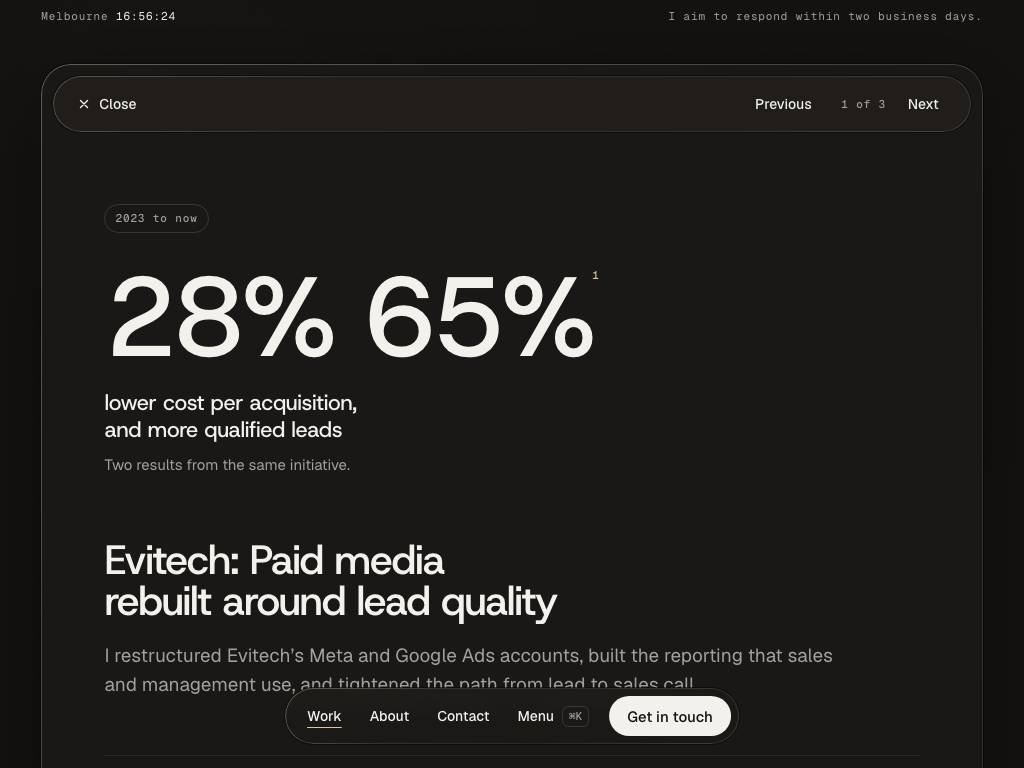 Melbourne 16:56:24
I aim to respond within two business days.
× Close
Previous
1 of 3
Next
2023 to now
28% 65% 1
lower cost per acquisition,
and more qualified leads
Two results from the same initiative.
Evitech: Paid media
rebuilt around lead quality
I restructured Evitech’s Meta and Google Ads accounts, built the reporting that sales
and management use, and tightened the path from lead to sales call.
Work
About
Contact
Menu ⌘K
Get in touch